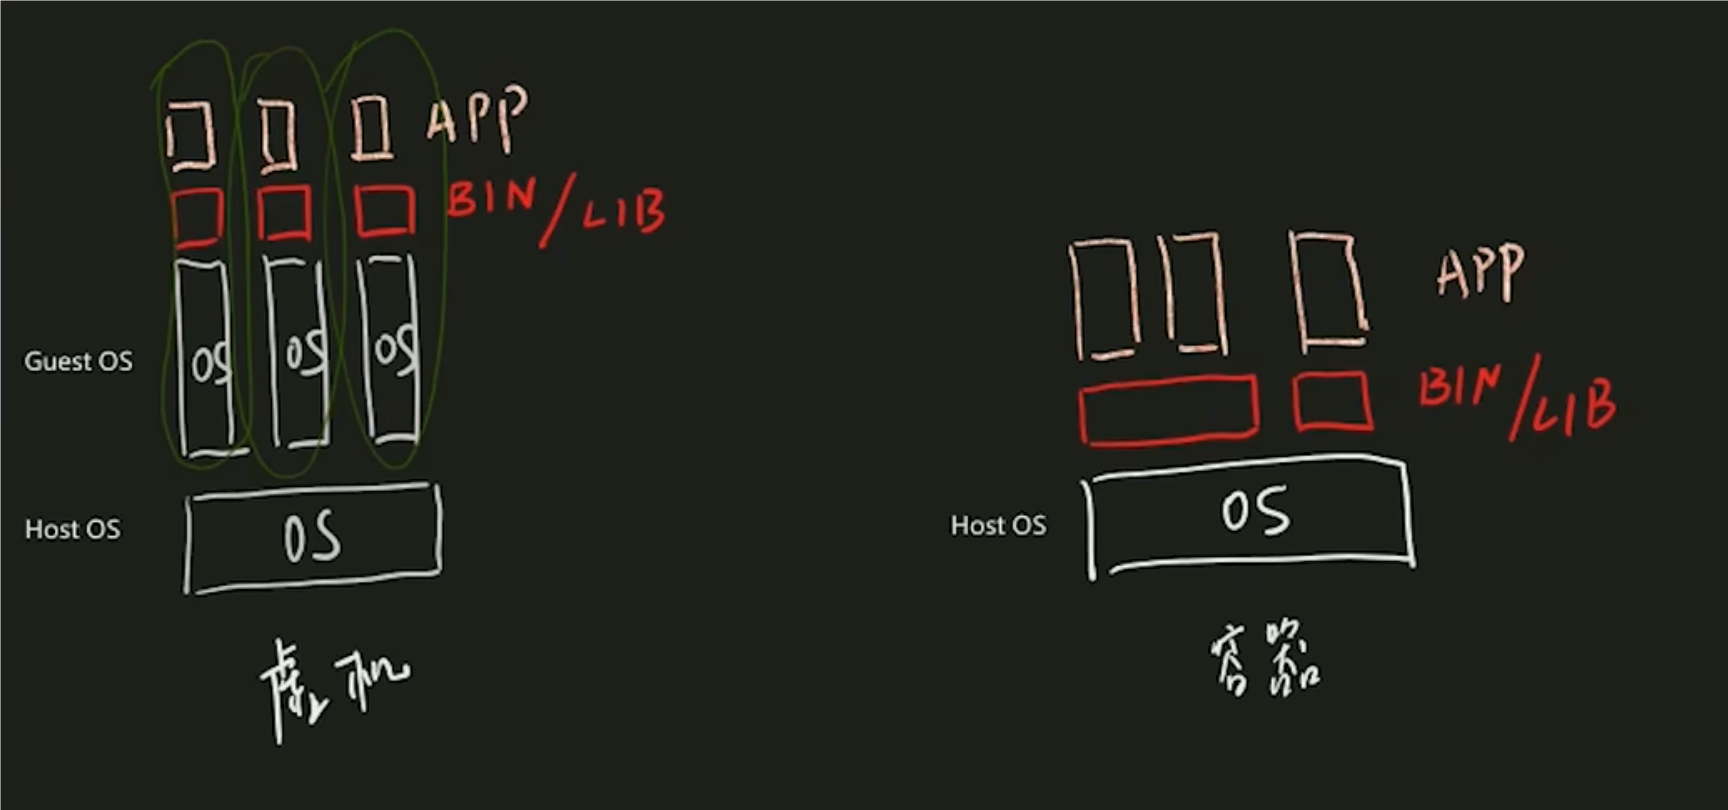 APP
BIN/LIB
Guest OS
OS OS OS
Host OS
OS
虚机
APP
BIN/LIB
Host OS
OS
容器